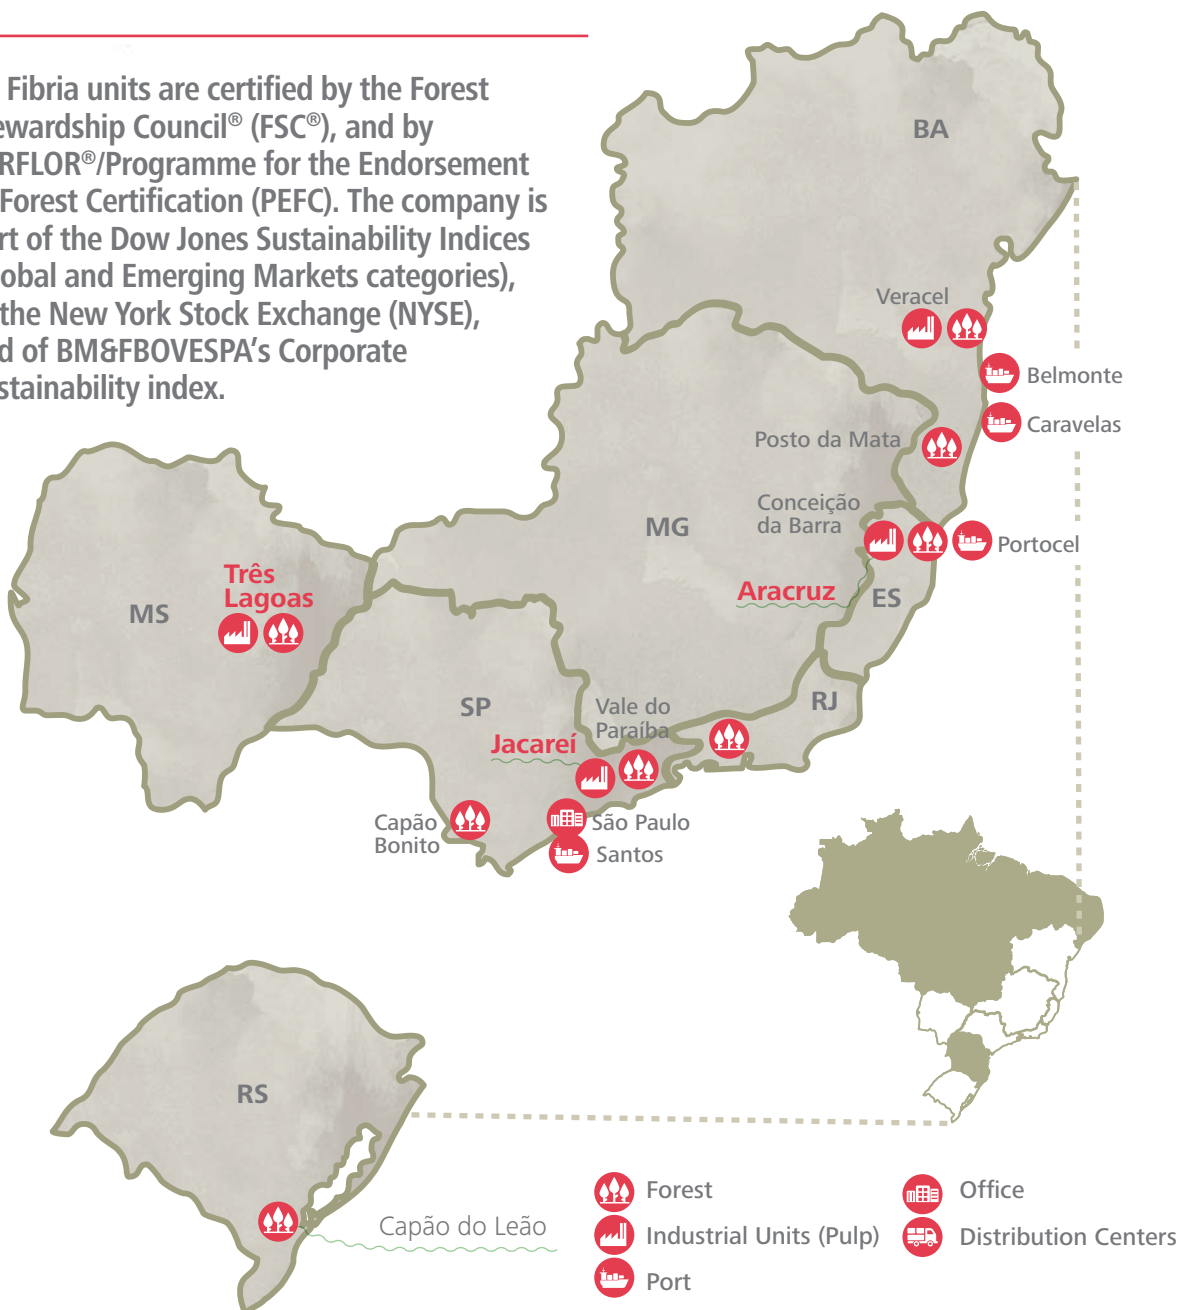 Fibria units are certified by the Forest
ewardship Council® (FSC®), and by
RFLOR®/Programme for the Endorsement
Forest Certification (PEFC). The company is
rt of the Dow Jones Sustainability Indices
obal and Emerging Markets categories),
the New York Stock Exchange (NYSE),
d of BM&FBOVESPA's Corporate
stainability index.
BA
Veracel
Belmonte
Caravelas
Posto da Mata
Conceição
da Barra
MG
Portocel
Aracruz
ES
Três
Lagoas
MS
SP
Vale do
Paraíba
RJ
Jacareí
Capão
Bonito
São Paulo
Santos
RS
Capão do Leão
Forest
Industrial Units (Pulp)
Port
Office
Distribution Centers